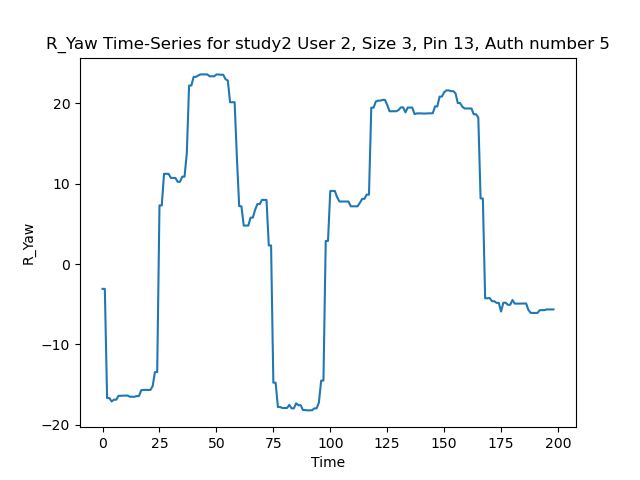 R_Yaw Time-Series for study2 User 2, Size 3, Pin 13, Auth number 5
20
10
0
−10
−20
R_Yaw
0 25 50 75 100 125 150 175 200
Time